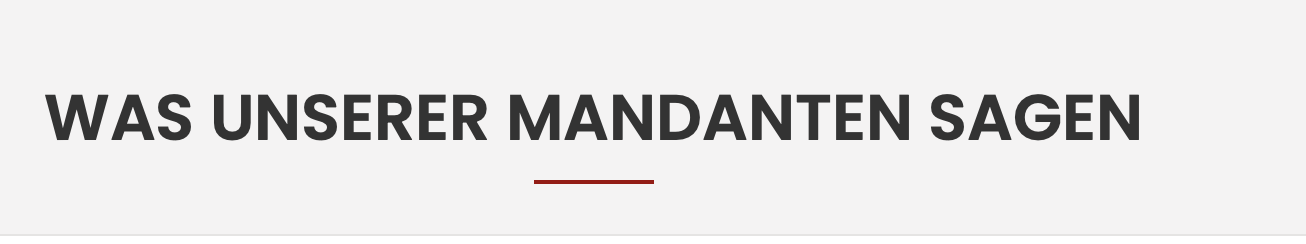 WAS UNSERER MANDANTEN SAGEN